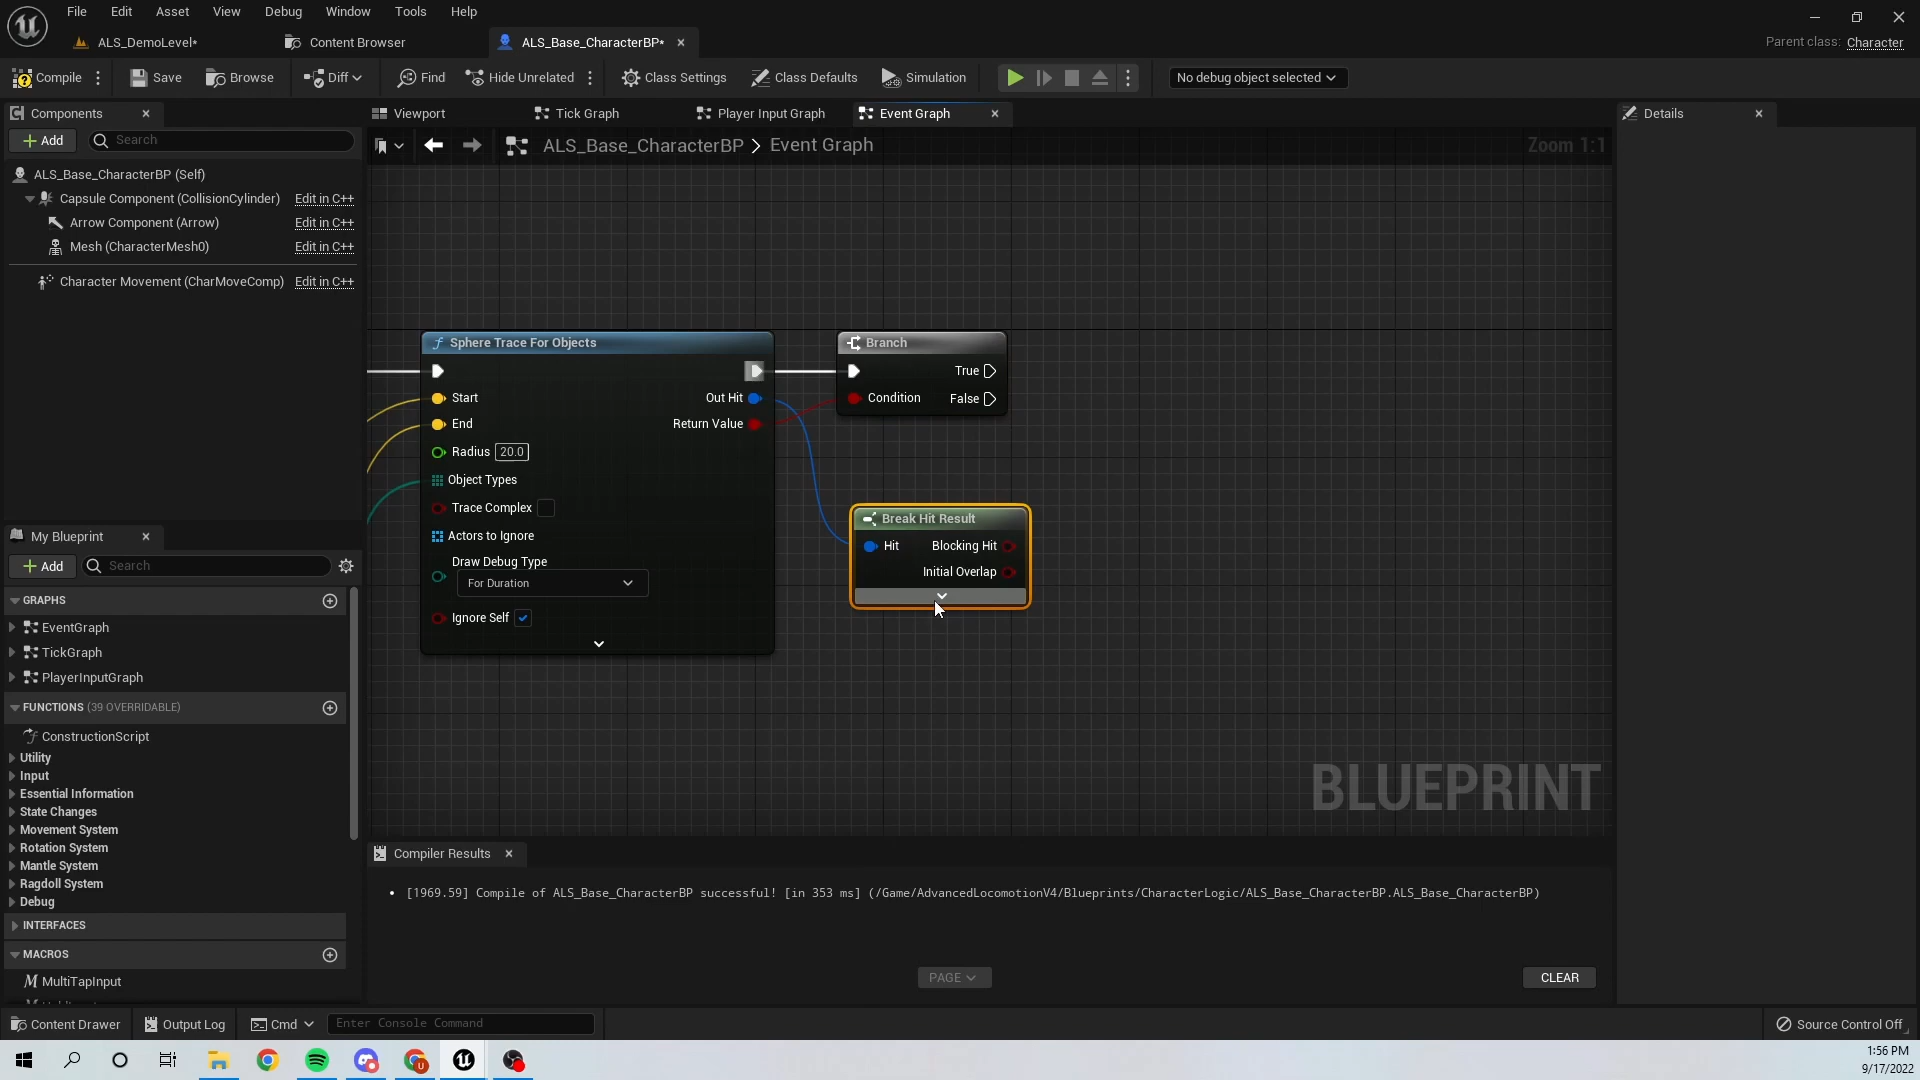 File Edit Asset View Debug Window Tools Help
ALS_DemoLevel* Content Browser ALS_Base_CharacterBP*
Parent class: Character
Compile Save Browse Diff Find Hide Unrelated Class Settings Class Defaults Simulation No debug object selected
Components Viewport Tick Graph Player Input Graph Event Graph Details
Add Search
ALS_Base_CharacterBP > Event Graph Zoom 1:1
ALS_Base_CharacterBP (Self)
Capsule Component (CollisionCylinder) Edit in C++
Arrow Component (Arrow) Edit in C++
Mesh (CharacterMesh0) Edit in C++
Character Movement (CharMoveComp) Edit in C++
Sphere Trace For Objects
Start Out Hit
End Return Value
Radius 20.0
Object Types
Trace Complex
Actors to Ignore
Draw Debug Type
For Duration
Ignore Self
Branch
True
Condition False
Break Hit Result
Hit Blocking Hit
Initial Overlap
BLUEPRINT
My Blueprint
Add Search
GRAPHS
EventGraph
TickGraph
PlayerInputGraph
FUNCTIONS (39 OVERRIDABLE)
ConstructionScript
Utility
Input
Essential Information
State Changes
Movement System
Rotation System
Mantle System
Ragdoll System
Debug
INTERFACES
MACROS
MultiTapInput
Compiler Results
[1969.59] Compile of ALS_Base_CharacterBP successful! [in 353 ms] (/Game/AdvancedLocomotionV4/Blueprints/CharacterLogic/ALS_Base_CharacterBP.ALS_Base_CharacterBP)
PAGE CLEAR
Content Drawer Output Log Cmd Enter Console Command Source Control Off
1:56 PM
9/17/2022